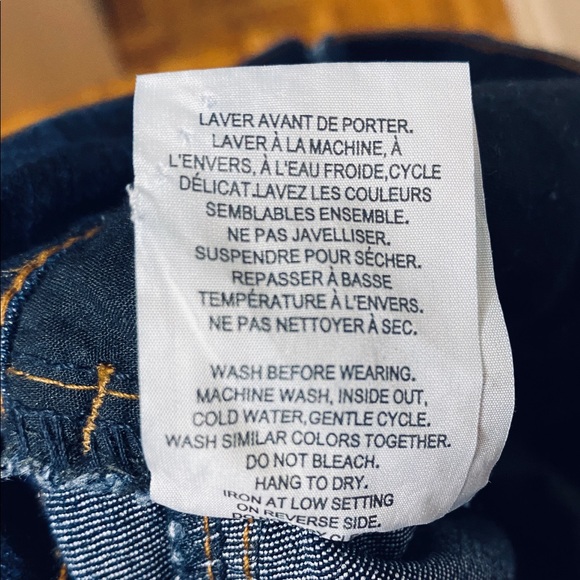 LAVER AVANT DE PORTER.
LAVER À LA MACHINE, À
L'ENVERS, À L'EAU FROIDE,CYCLE
DÉLICAT.LAVEZ LES COULEURS
SEMBLABLES ENSEMBLE.
NE PAS JAVELLISER.
SUSPENDRE POUR SÉCHER.
REPASSER À BASSE
TEMPÉRATURE À L'ENVERS.
NE PAS NETTOYER À SEC.
WASH BEFORE WEARING.
MACHINE WASH, INSIDE OUT,
COLD WATER,GENTLE CYCLE.
WASH SIMILAR COLORS TOGETHER.
DO NOT BLEACH.
HANG TO DRY.
IRON AT LOW SETTING
ON REVERSE SIDE.